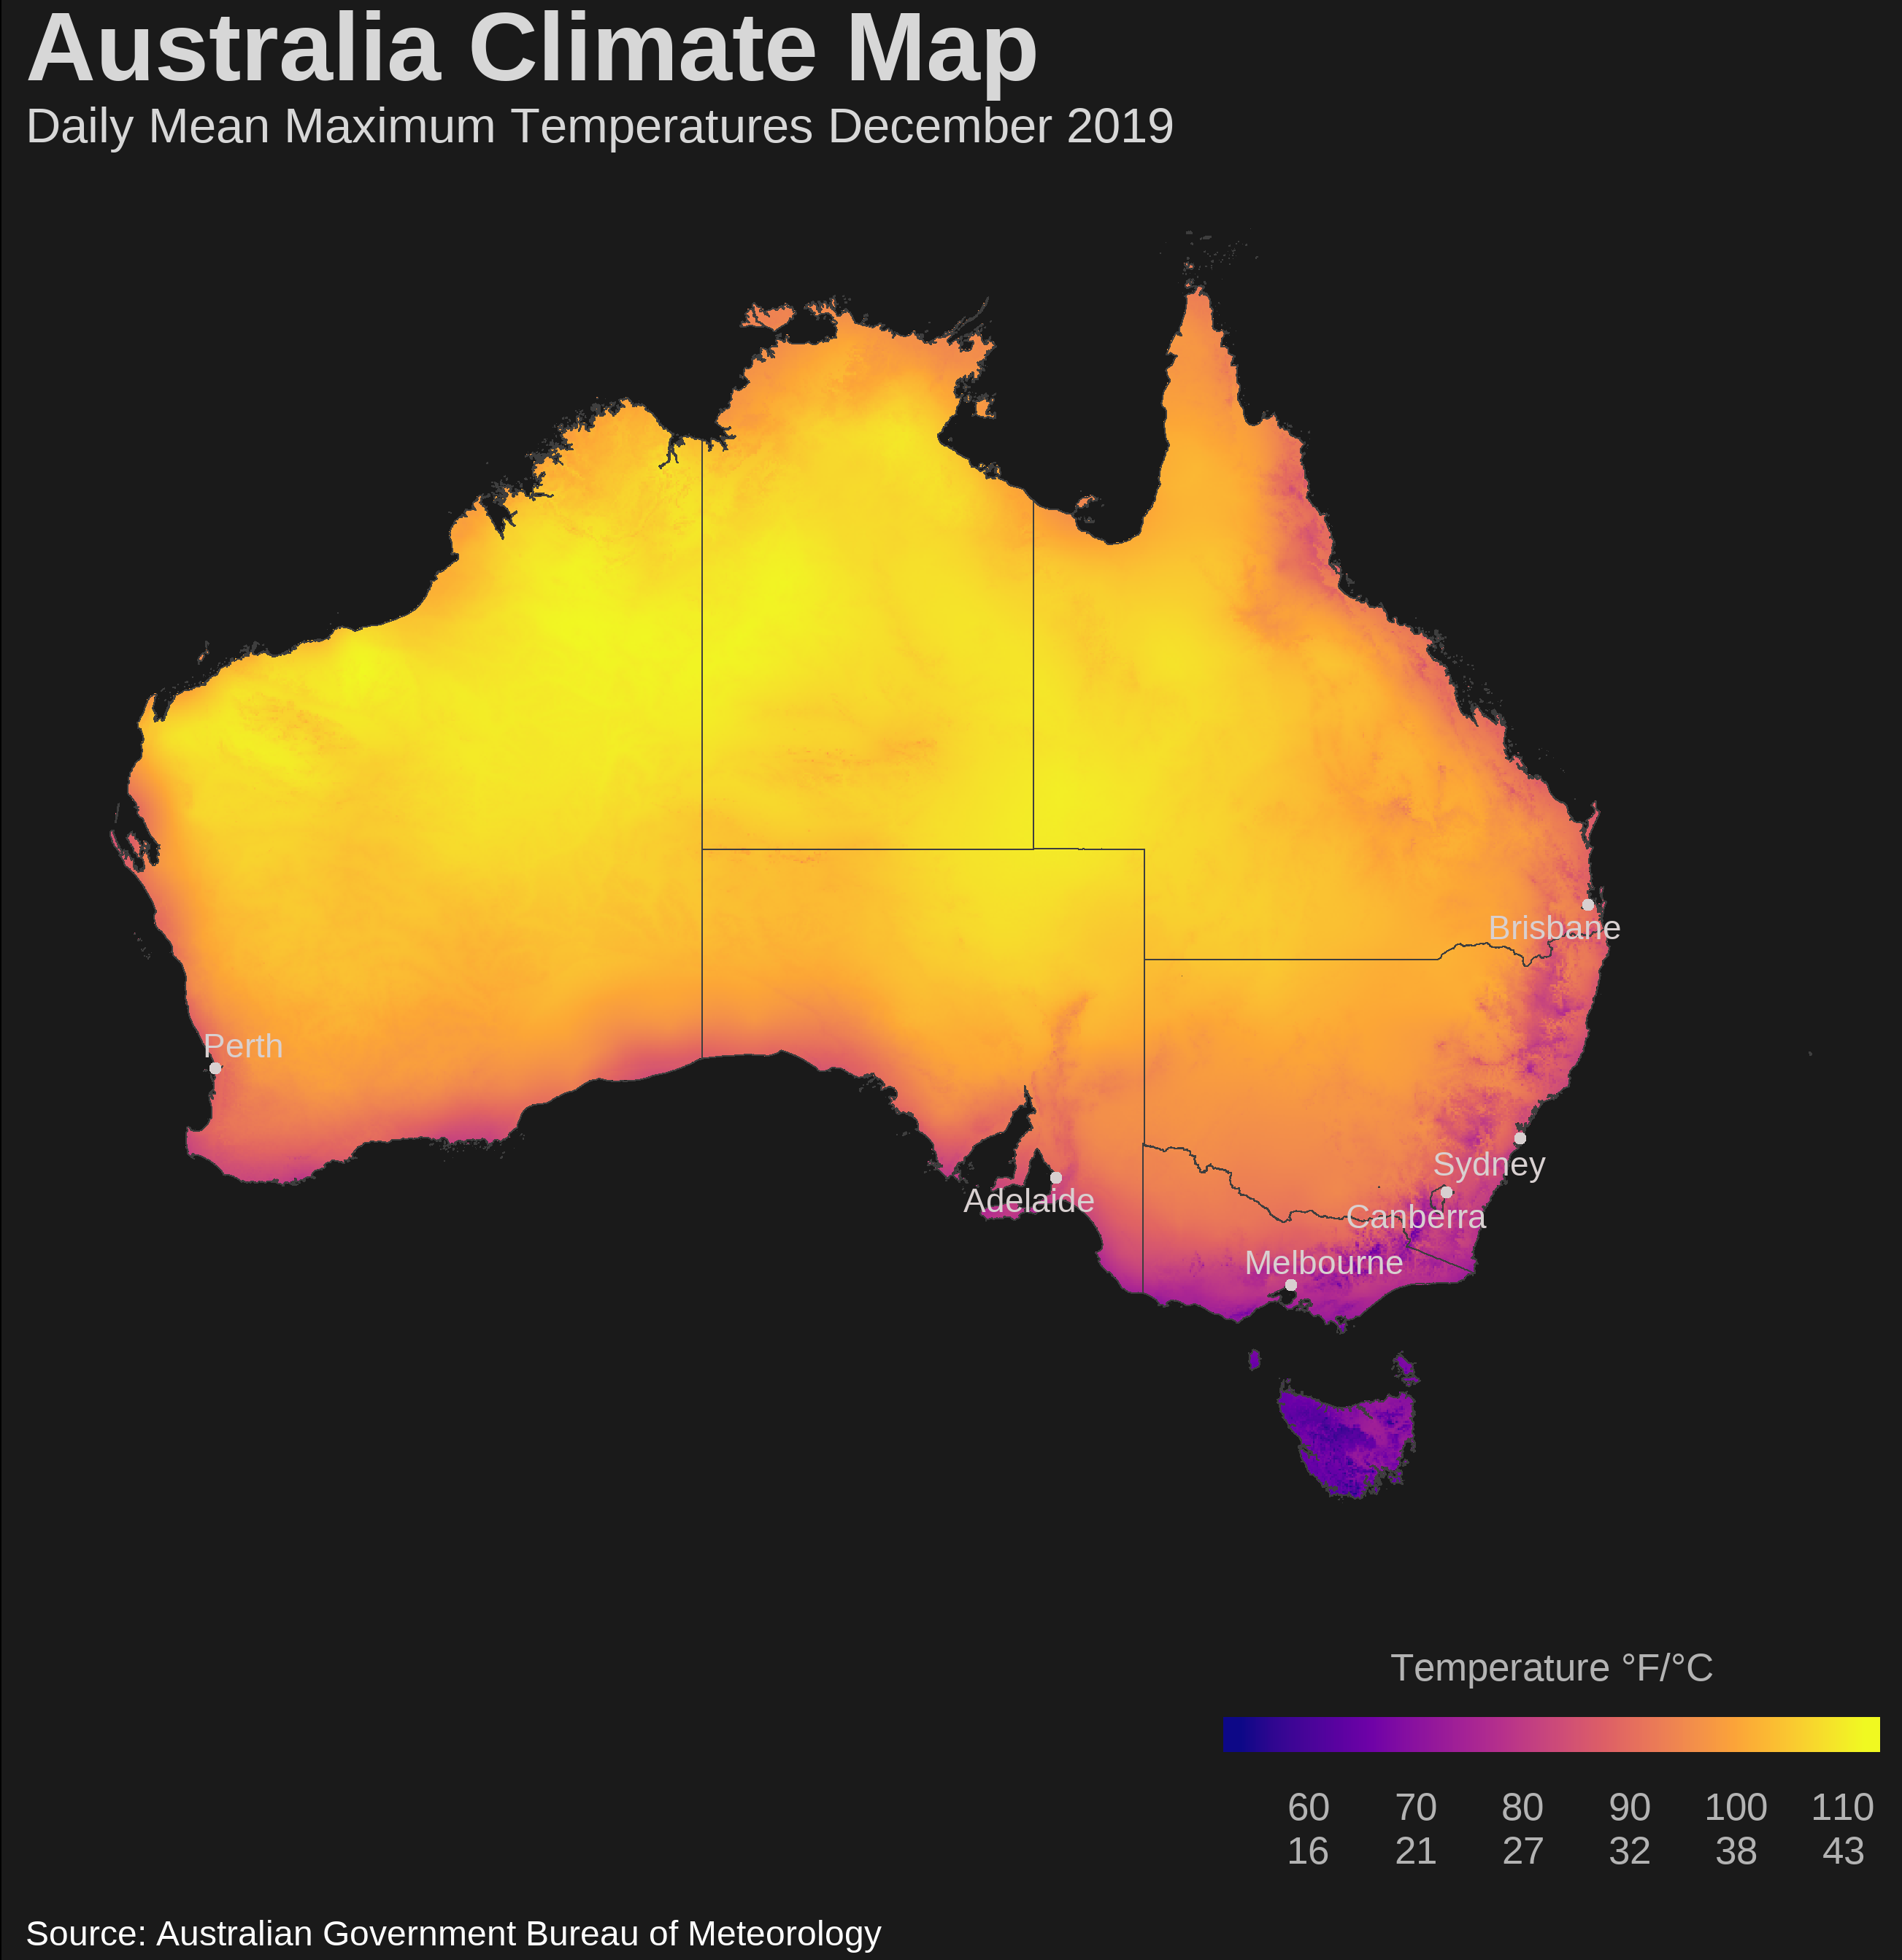 Australia Climate Map
Daily Mean Maximum Temperatures December 2019
Brisbane
Perth
Sydney
Adelaide
Canberra
Melbourne
Temperature °F/°C
60 70 80 90 100 110
16 21 27 32 38 43
Source: Australian Government Bureau of Meteorology